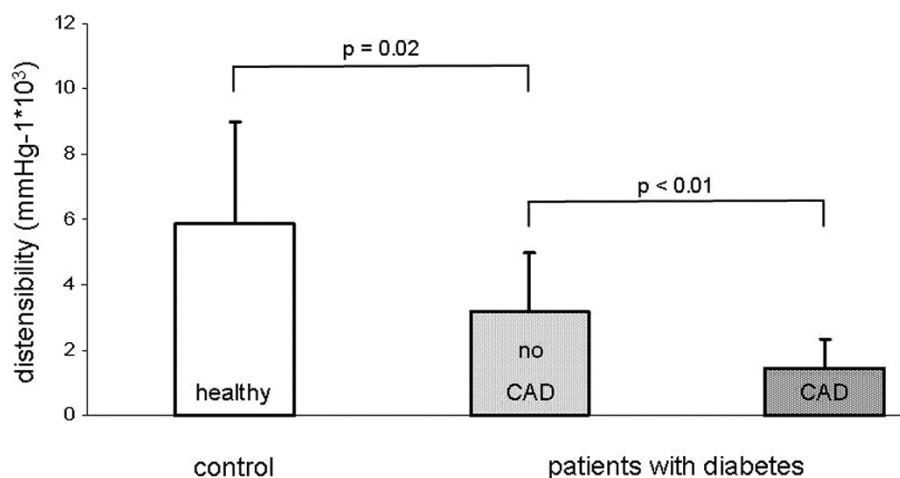 12
p = 0.02
10
8
p < 0.01
6
4
2
0
distensibility (mmHg-1*10³)
healthy
no
CAD
CAD
control
patients with diabetes